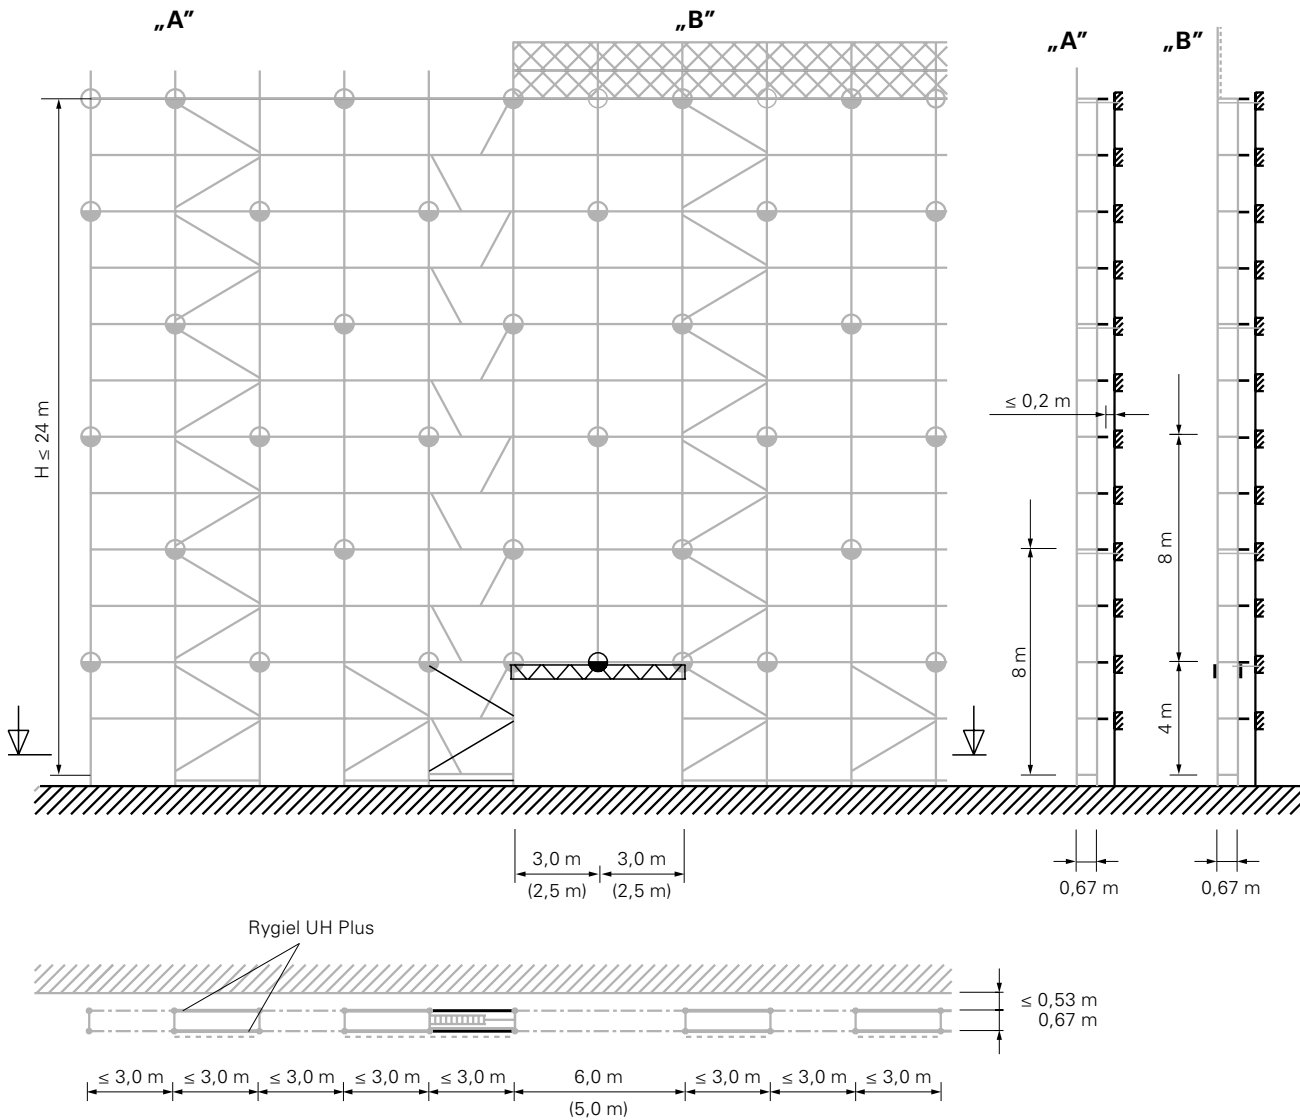 „A”
„B”
„A”
„B”
H ≤ 24 m
≤ 0,2 m
8 m
8 m
4 m
3,0 m
3,0 m
(2,5 m)
(2,5 m)
0,67 m
0,67 m
Rygiel UH Plus
≤ 0,53 m
0,67 m
≤ 3,0 m
≤ 3,0 m
≤ 3,0 m
≤ 3,0 m
≤ 3,0 m
6,0 m
≤ 3,0 m
≤ 3,0 m
≤ 3,0 m
(5,0 m)